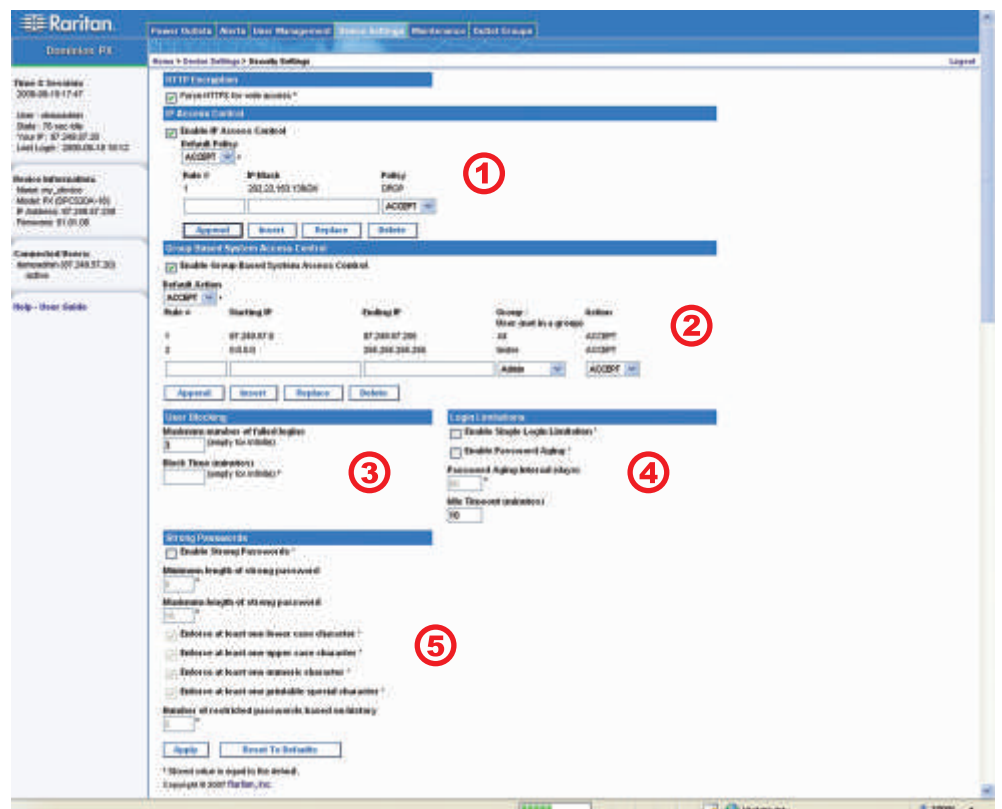 Raritan.
Dominion PX
Power Outlets
Alerts
User Management
Device Settings
Maintenance
Outlet Groups
Home > Device Settings > Security Settings
Logout
Time & Session:
State : 76 sec idle
Device Information:
Name: my_device
Connected Users:
active
Help - User Guide
HTTP Encryption
Force HTTPS for web access *
IP Access Control
Enable IP Access Control
Default Policy
ACCEPT *
Rule # IP/Mask Policy
1 DROP
ACCEPT
Append Insert Replace Delete
1
Group Based System Access Control
Enable Group Based System Access Control
Default Action
ACCEPT *
Rule # Starting IP Ending IP Group / Action
User (not in a group)
1 All ACCEPT
2 ACCEPT
Admin ACCEPT
Append Insert Replace Delete
2
User Blocking
Maximum number of failed logins
3 (empty for infinite)
Block Time (minutes)
(empty for infinite) *
3
Login Limitations
Enable Single Login Limitation *
Enable Password Aging *
Password Aging Interval (days)
*
Idle Timeout (minutes)
4
Strong Passwords
Enable Strong Passwords *
Minimum length of strong password
*
Maximum length of strong password
*
Enforce at least one lower case character *
Enforce at least one upper case character *
Enforce at least one numeric character *
Enforce at least one printable special character *
Number of restricted passwords based on history
*
5
Apply Reset To Defaults
* Stored value is equal to the default.
Copyright © 2007 Raritan, Inc.